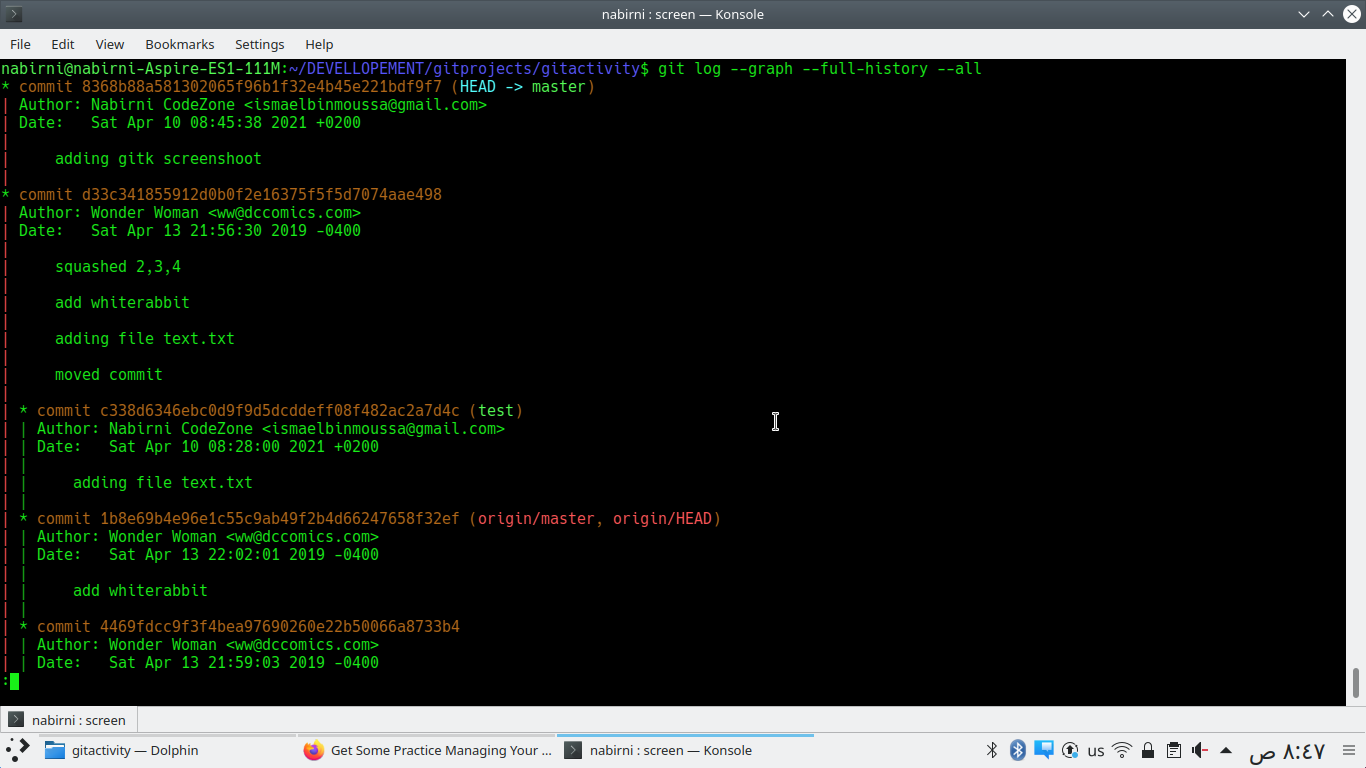 nabirni : screen — Konsole
File Edit View Bookmarks Settings Help
nabirni@nabirni-Aspire-ES1-111M:~/DEVELLOPEMENT/gitprojects/gitactivity$ git log --graph --full-history --all
* commit 8368b88a581302065f96b1f32e4b45e221bdf9f7 (HEAD -> master)
| Author: Nabirni CodeZone <ismaelbinmoussa@gmail.com>
| Date:   Sat Apr 10 08:45:38 2021 +0200
|
|     adding gitk screenshoot
|
* commit d33c341855912d0b0f2e16375f5f5d7074aae498
| Author: Wonder Woman <ww@dccomics.com>
| Date:   Sat Apr 13 21:56:30 2019 -0400
|
|     squashed 2,3,4
|
|     add whiterabbit
|
|     adding file text.txt
|
|     moved commit
|
| * commit c338d6346ebc0d9f9d5dcddeff08f482ac2a7d4c (test)
| | Author: Nabirni CodeZone <ismaelbinmoussa@gmail.com>
| | Date:   Sat Apr 10 08:28:00 2021 +0200
| |
| |     adding file text.txt
| |
| * commit 1b8e69b4e96e1c55c9ab49f2b4d66247658f32ef (origin/master, origin/HEAD)
| | Author: Wonder Woman <ww@dccomics.com>
| | Date:   Sat Apr 13 22:02:01 2019 -0400
| |
| |     add whiterabbit
| |
| * commit 4469fdcc9f3f4bea97690260e22b50066a8733b4
| | Author: Wonder Woman <ww@dccomics.com>
| | Date:   Sat Apr 13 21:59:03 2019 -0400
:
nabirni : screen
gitactivity — Dolphin Get Some Practice Managing Your ... nabirni : screen — Konsole us ٨:٤٧ ص